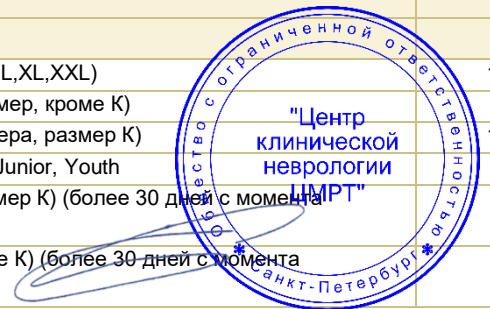 L,XL,XXL)
мер, кроме К)
ера, размер К)
Junior, Youth
мер К) (более 30 дней с момента
е К) (более 30 дней с момента
Общество с ограниченной ответственностью
"Центр
клинической
неврологии
ЦМРТ"
* Санкт-Петербург *